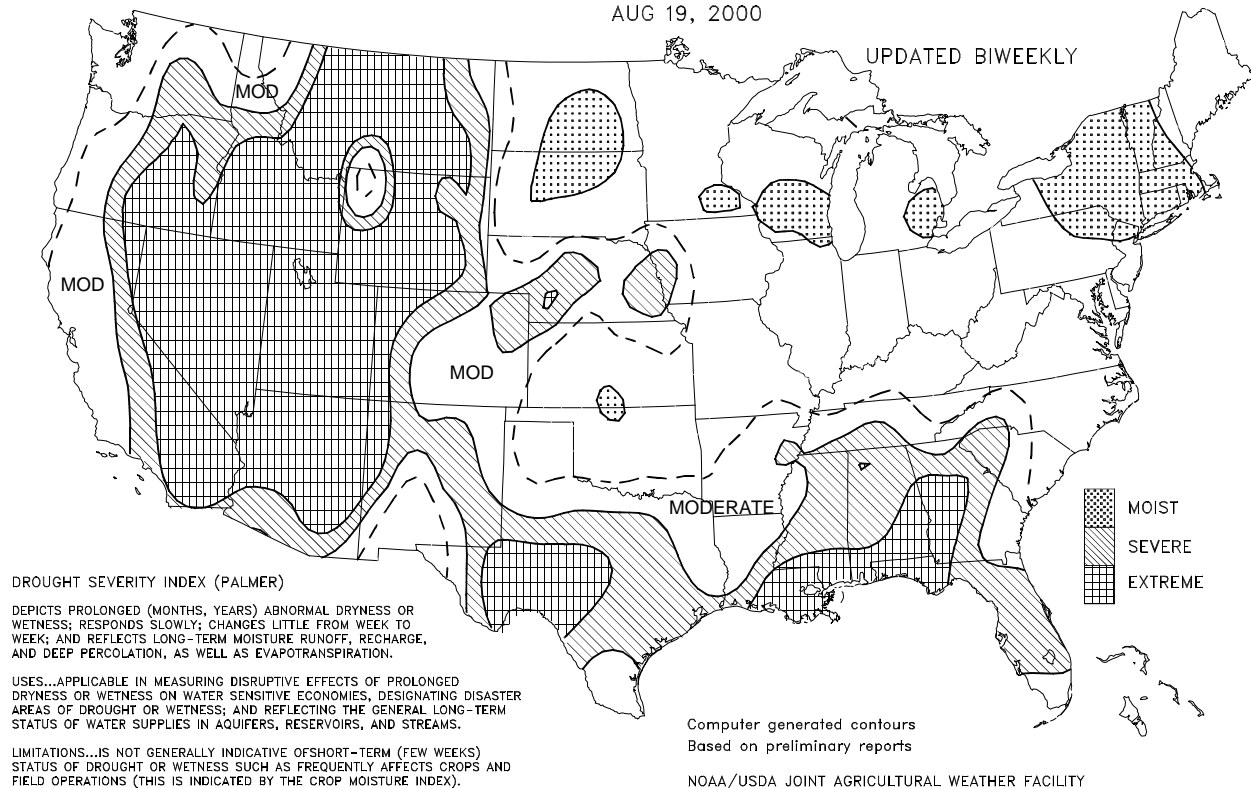 AUG 19, 2000
UPDATED BIWEEKLY
MOD
MOD
MOD
MODERATE
MOIST
SEVERE
EXTREME
DROUGHT SEVERITY INDEX (PALMER)
DEPICTS PROLONGED (MONTHS, YEARS) ABNORMAL DRYNESS OR
WETNESS; RESPONDS SLOWLY; CHANGES LITTLE FROM WEEK TO
WEEK; AND REFLECTS LONG-TERM MOISTURE RUNOFF, RECHARGE,
AND DEEP PERCOLATION, AS WELL AS EVAPOTRANSPIRATION.
USES...APPLICABLE IN MEASURING DISRUPTIVE EFFECTS OF PROLONGED
DRYNESS OR WETNESS ON WATER SENSITIVE ECONOMIES, DESIGNATING DISASTER
AREAS OF DROUGHT OR WETNESS; AND REFLECTING THE GENERAL LONG-TERM
STATUS OF WATER SUPPLIES IN AQUIFERS, RESERVOIRS, AND STREAMS.
LIMITATIONS...IS NOT GENERALLY INDICATIVE OFSHORT-TERM (FEW WEEKS)
STATUS OF DROUGHT OR WETNESS SUCH AS FREQUENTLY AFFECTS CROPS AND
FIELD OPERATIONS (THIS IS INDICATED BY THE CROP MOISTURE INDEX).
Computer generated contours
Based on preliminary reports
NOAA/USDA JOINT AGRICULTURAL WEATHER FACILITY